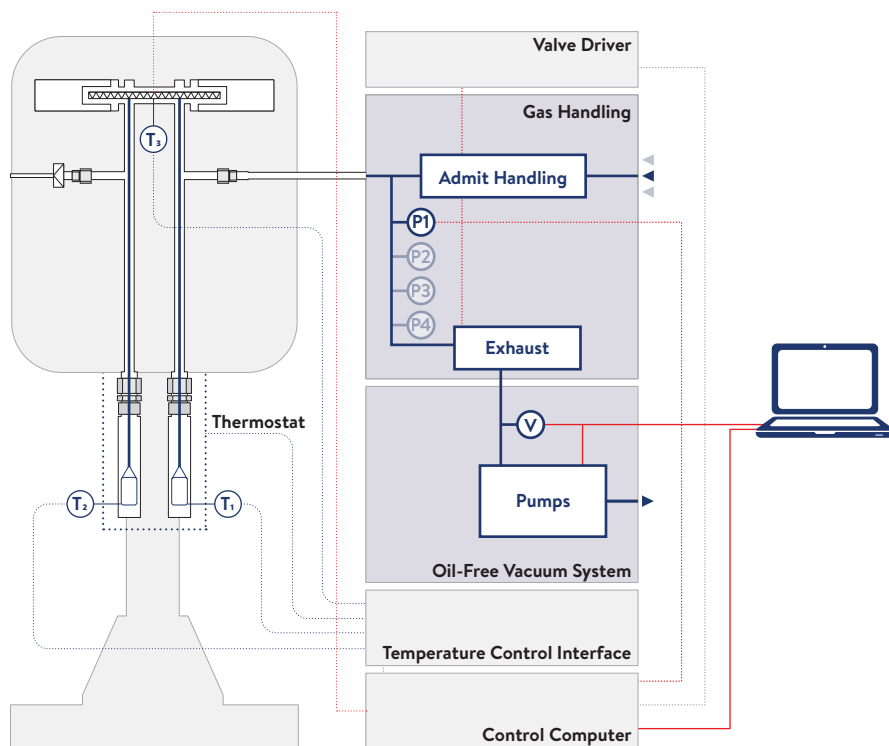 Valve Driver
Gas Handling
T₃
Admit Handling
P1
P2
P3
P4
Exhaust
Thermostat
V
T₂
T₁
Pumps
Oil-Free Vacuum System
Temperature Control Interface
Control Computer